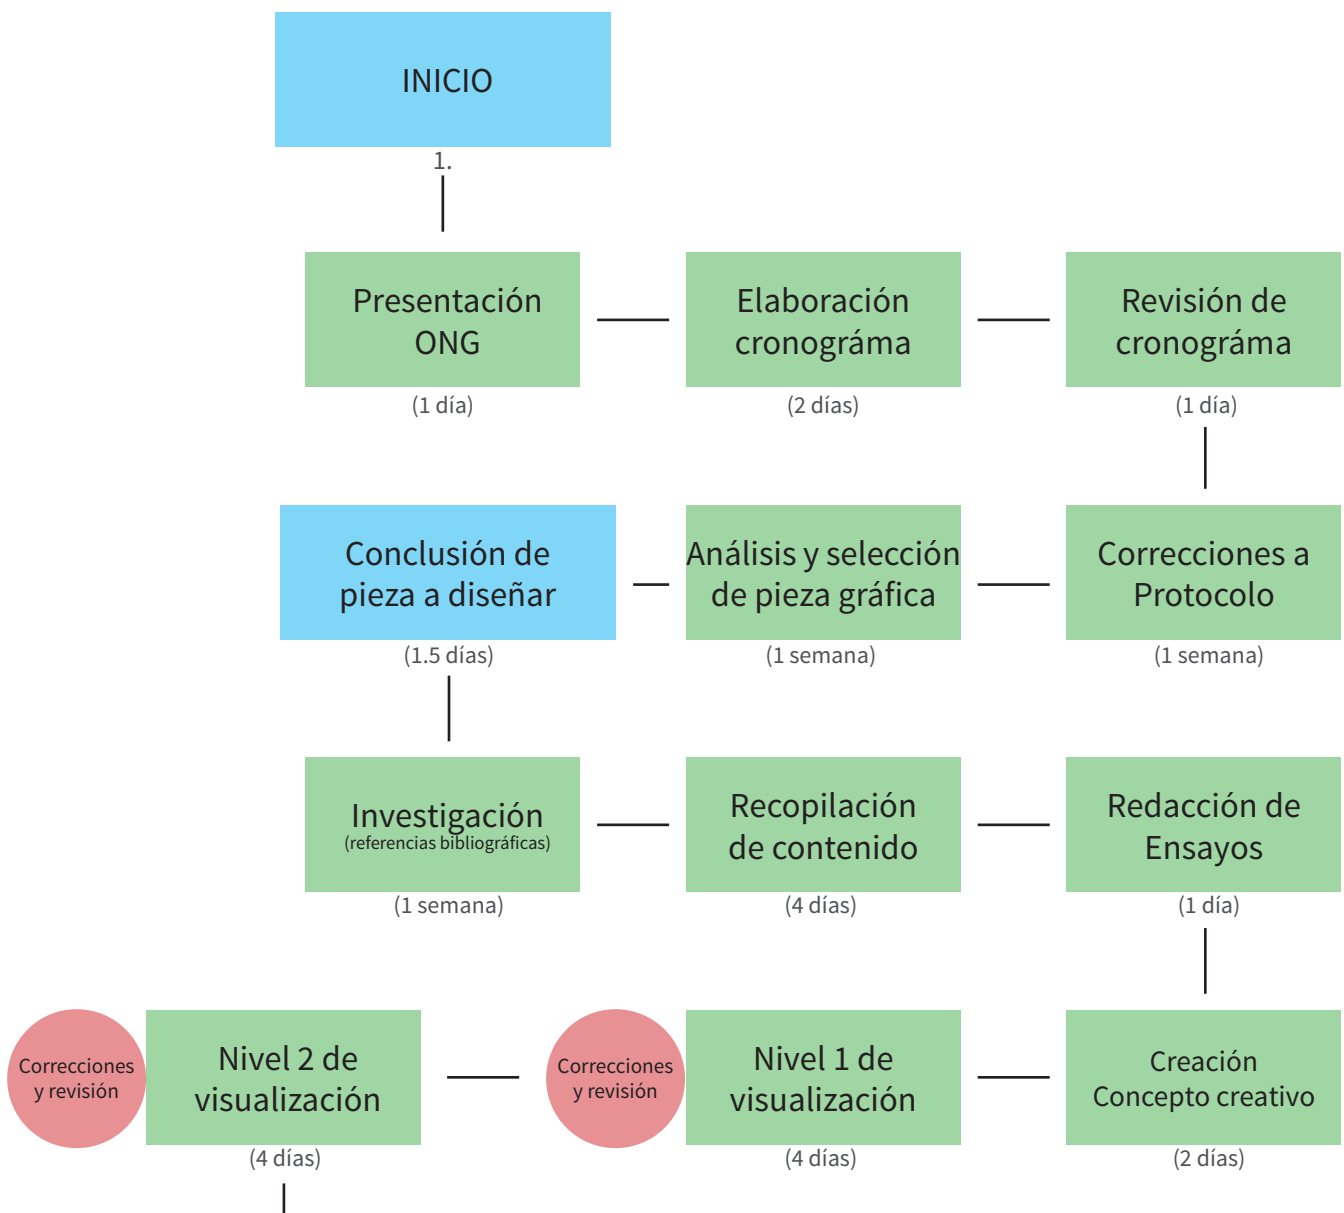 INICIO
1.
Presentación
ONG
(1 día)
Elaboración
cronográma
(2 días)
Revisión de
cronográma
(1 día)
Correcciones a
Protocolo
(1 semana)
Análisis y selección
de pieza gráfica
(1 semana)
Conclusión de
pieza a diseñar
(1.5 días)
Investigación
(referencias bibliográficas)
(1 semana)
Recopilación
de contenido
(4 días)
Redacción de
Ensayos
(1 día)
Creación
Concepto creativo
(2 días)
Nivel 1 de
visualización
(4 días)
Correcciones
y revisión
Nivel 2 de
visualización
(4 días)
Correcciones
y revisión